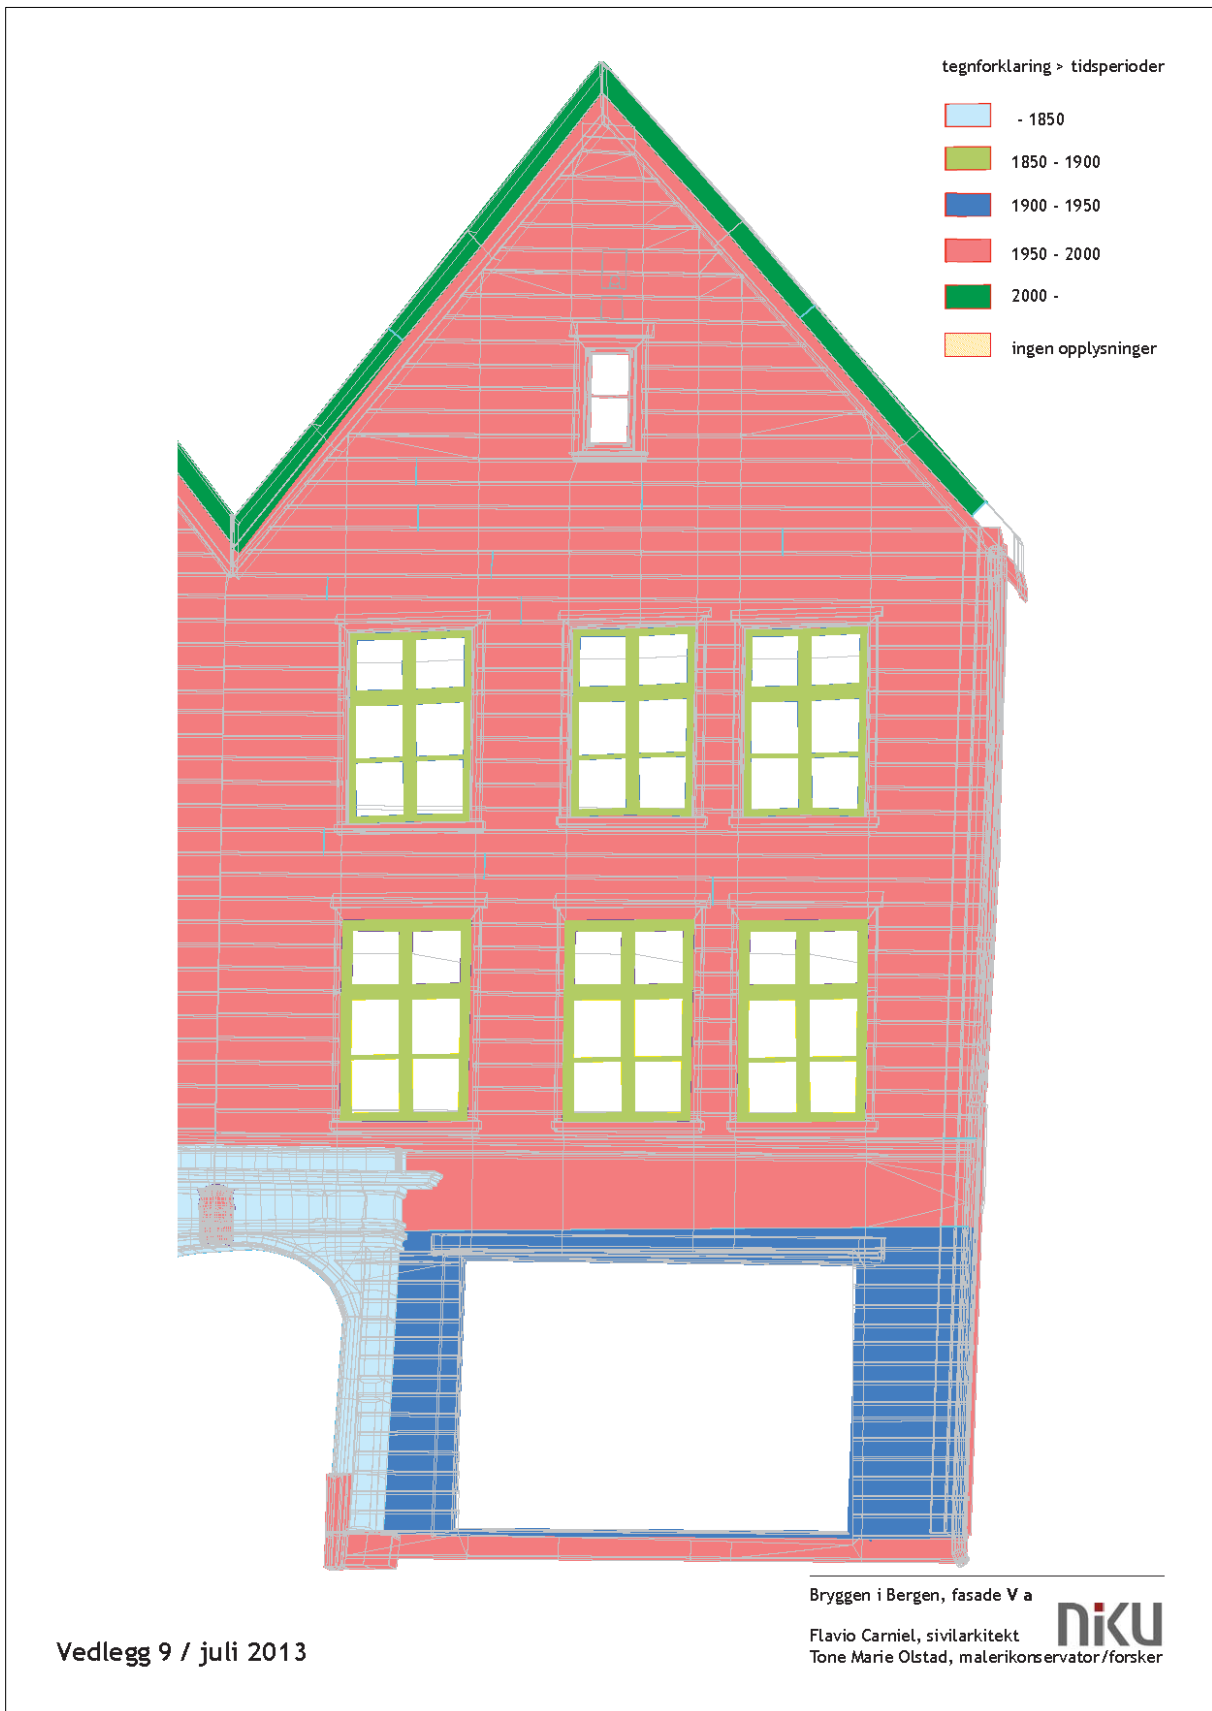 tegnforklaring > tidsperioder
- 1850
1850 - 1900
1900 - 1950
1950 - 2000
2000 -
ingen opplysninger
Bryggen i Bergen, fasade V a
niku
Flavio Carniel, sivilarkitekt
Tone Marie Olstad, malerikonservator/forsker
Vedlegg 9 / juli 2013